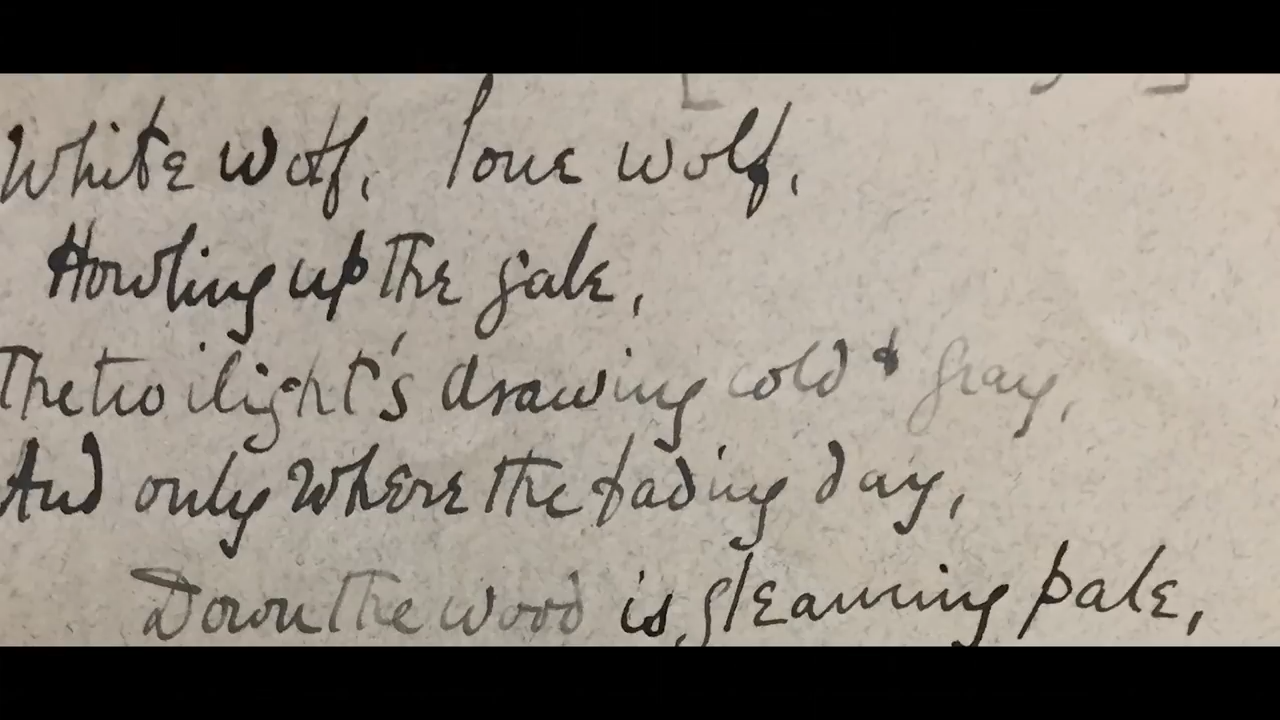 White wolf, lone wolf,
Howling up the gale,
The twilight's drawing cold & gray,
And only where the fading day,
Down the wood is gleaming pale,